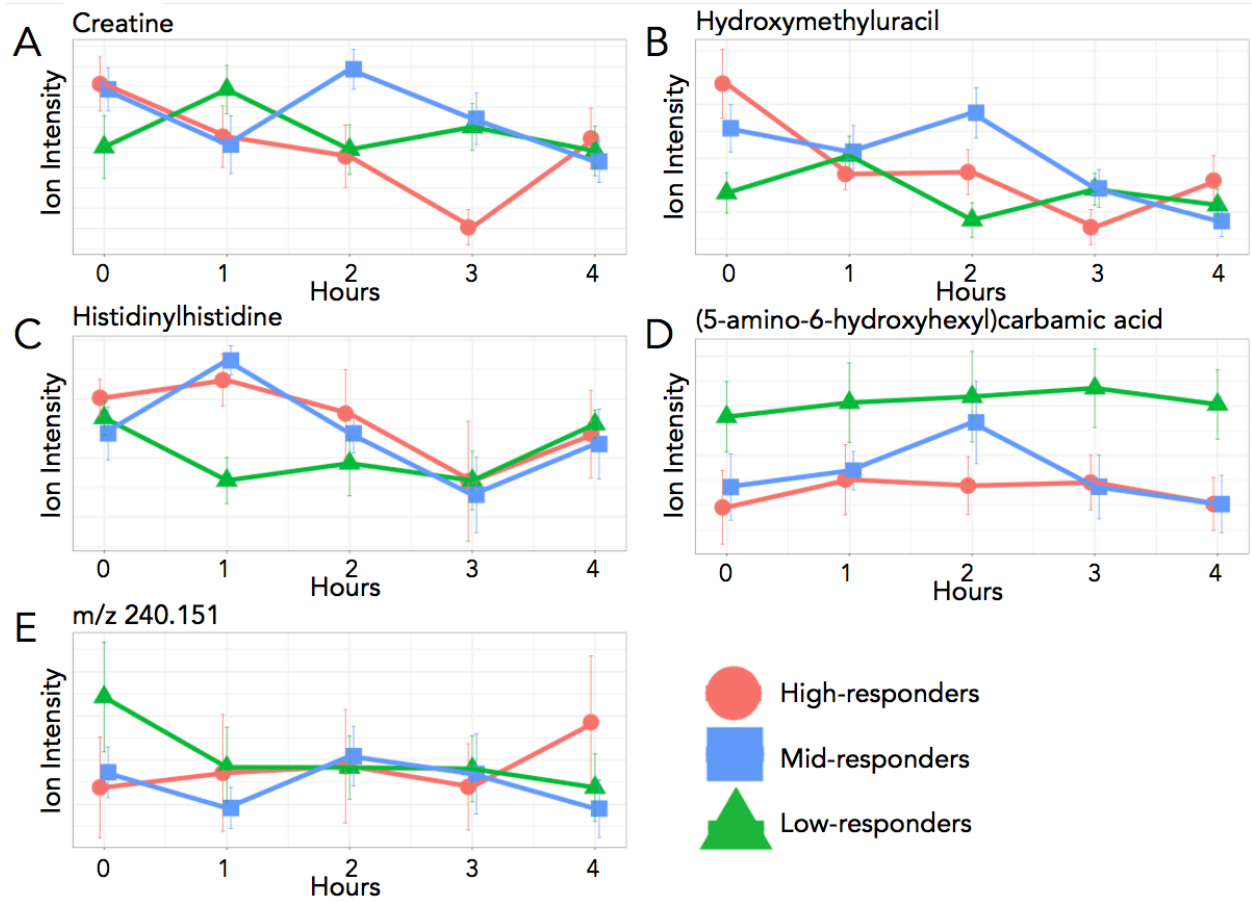 A
Creatine
Ion Intensity
0 1 2 3 4
Hours
B
Hydroxymethyluracil
Ion Intensity
0 1 2 3 4
Hours
C
Histidinylhistidine
Ion Intensity
0 1 2 3 4
Hours
D
(5-amino-6-hydroxyhexyl)carbamic acid
Ion Intensity
0 1 2 3 4
Hours
E
m/z 240.151
Ion Intensity
0 1 2 3 4
Hours
High-responders
Mid-responders
Low-responders